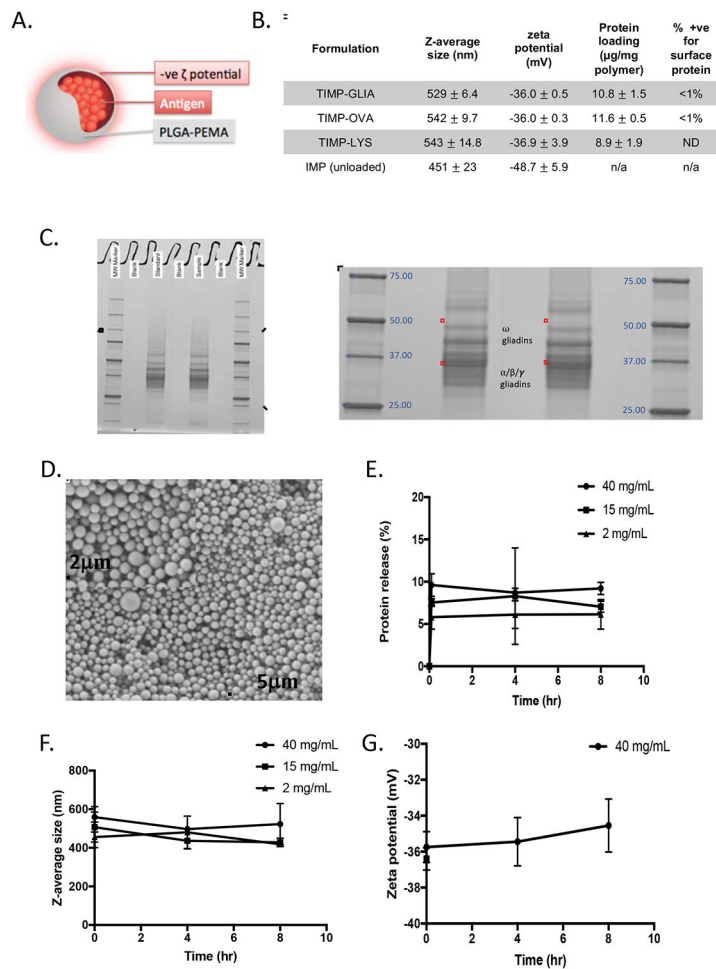 A.
-ve ζ potential
Antigen
PLGA-PEMA
B.
Formulation Z-average size (nm) zeta potential (mV) Protein loading (µg/mg polymer) % +ve for surface protein
TIMP-GLIA 529 ± 6.4 -36.0 ± 0.5 10.8 ± 1.5 <1%
TIMP-OVA 542 ± 9.7 -36.0 ± 0.3 11.6 ± 0.5 <1%
TIMP-LYS 543 ± 14.8 -36.9 ± 3.9 8.9 ± 1.9 ND
IMP (unloaded) 451 ± 23 -48.7 ± 5.9 n/a n/a
C.
MW Marker
Blank
Standard
Blank
Sample
Blank
MW Marker
75.00 75.00
50.00 50.00
ω
gliadins
37.00 37.00
α/β/γ
gliadins
25.00 25.00
D.
2µm
5µm
E.
40 mg/mL
15 mg/mL
2 mg/mL
Protein release (%)
20
15
10
5
0
0 2 4 6 8 10
Time (hr)
F.
40 mg/mL
15 mg/mL
2 mg/mL
Z-average size (nm)
800
600
400
200
0
0 2 4 6 8 10
Time (hr)
G.
40 mg/mL
Zeta potential (mV)
-30
-32
-34
-36
-38
-40
0 2 4 6 8 10
Time (hr)